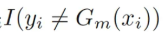 I(y_i ≠ G_m(x_i))